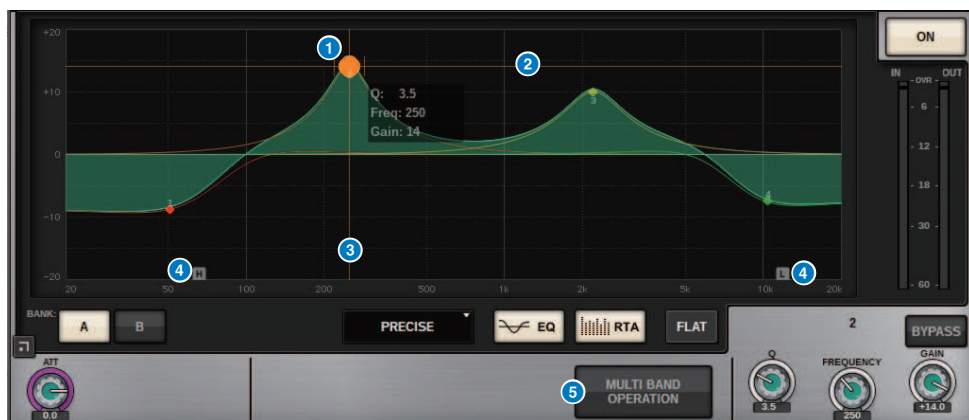 +20
1
ON
2
IN OUT
OVR
Q: 3.5
Freq: 250
Gain: 14
+10
3
6
0
12
18
1
4
-10
30
3
4 H
L 4
-20
60
20 50 100 200 500 1k 2k 5k 10k 20k
BANK:
A B PRECISE EQ RTA FLAT
2
BYPASS
ATT
Q FREQUENCY GAIN
5 MULTI BAND
OPERATION
0.0
3.5 250 +14.0